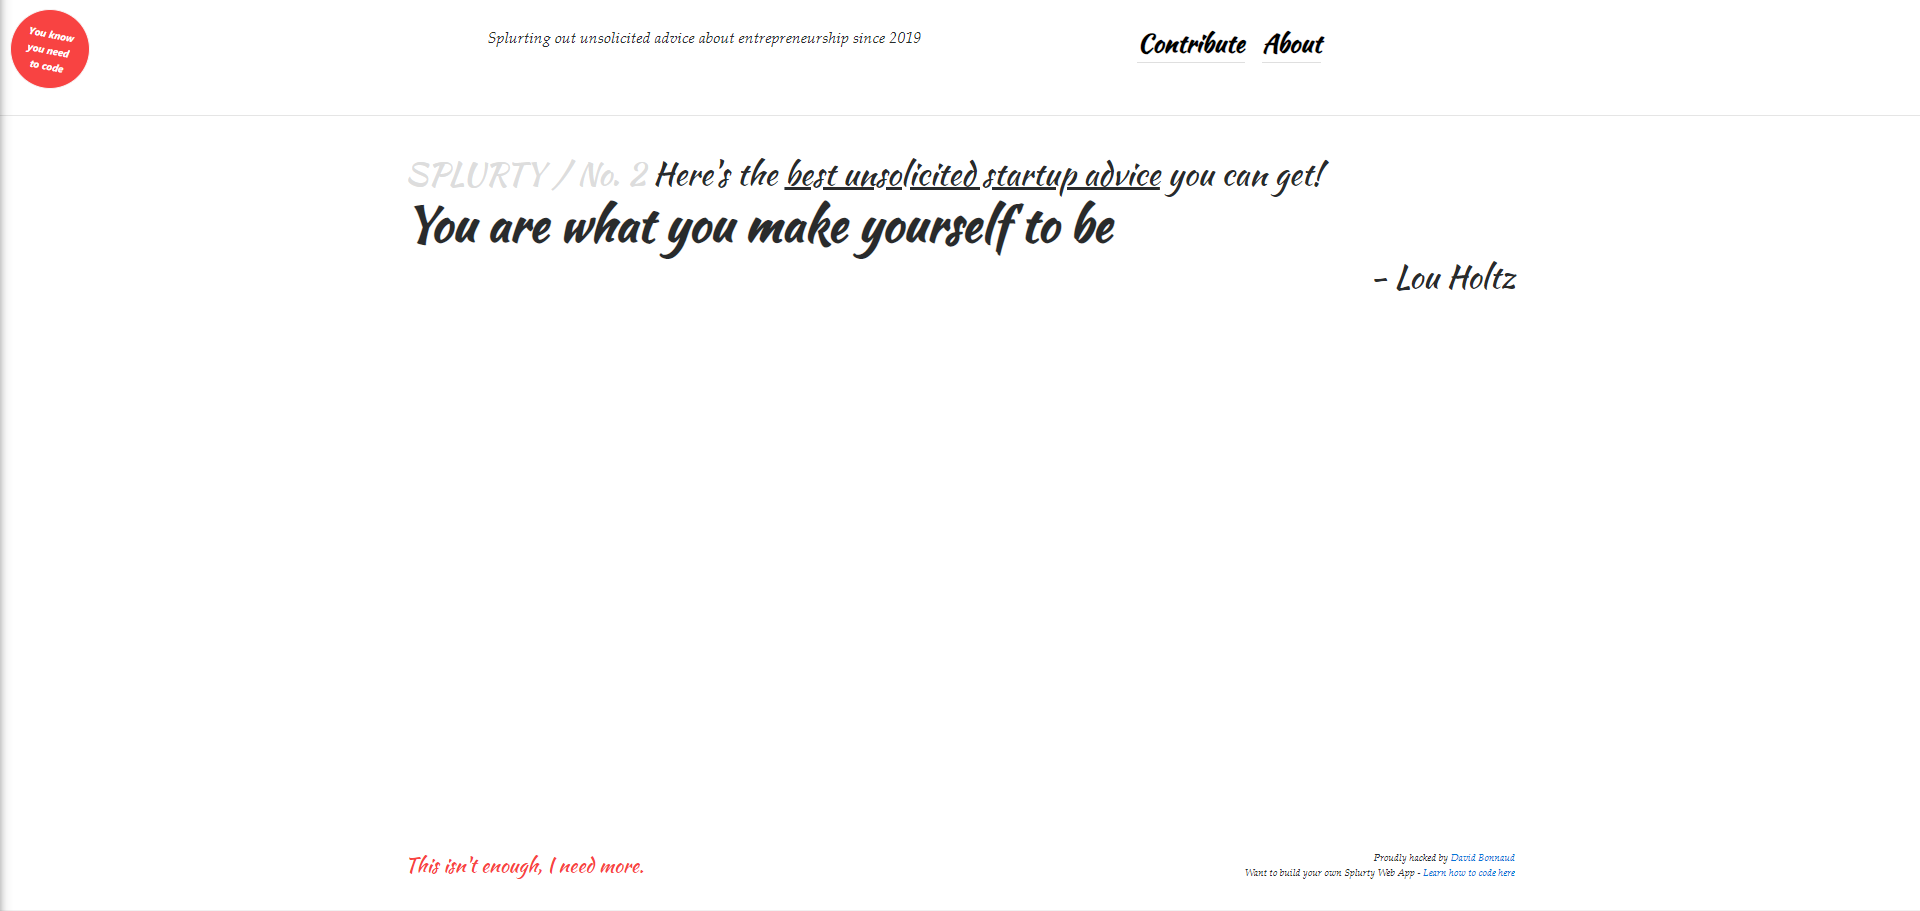 You know
you need
to code
Splurting out unsolicited advice about entrepreneurship since 2019
Contribute About
SPLURTY / No. 2 Here's the best unsolicited startup advice you can get!
You are what you make yourself to be
- Lou Holtz
This isn't enough, I need more.
Proudly hacked by David Bonnaud
Want to build your own Splurty Web App - Learn how to code here